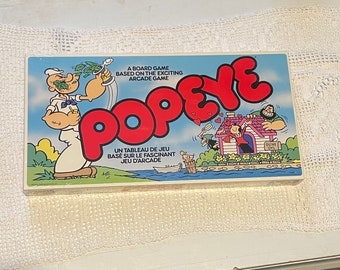 A BOARD GAME
BASED ON THE EXCITING
ARCADE GAME
POPEYE
UN TABLEAU DE JEU
BASÉ SUR LE FASCINANT
JEU D'ARCADE